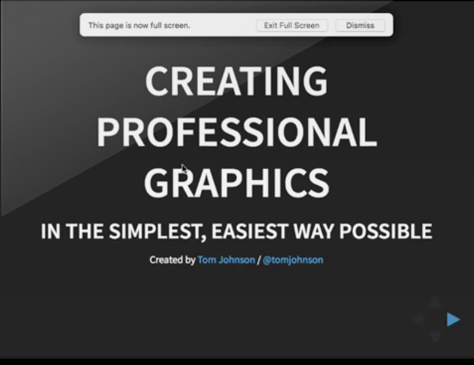 This page is now full screen. Exit Full Screen Dismiss
CREATING
PROFESSIONAL
GRAPHICS
IN THE SIMPLEST, EASIEST WAY POSSIBLE
Created by Tom Johnson / @tomjohnson